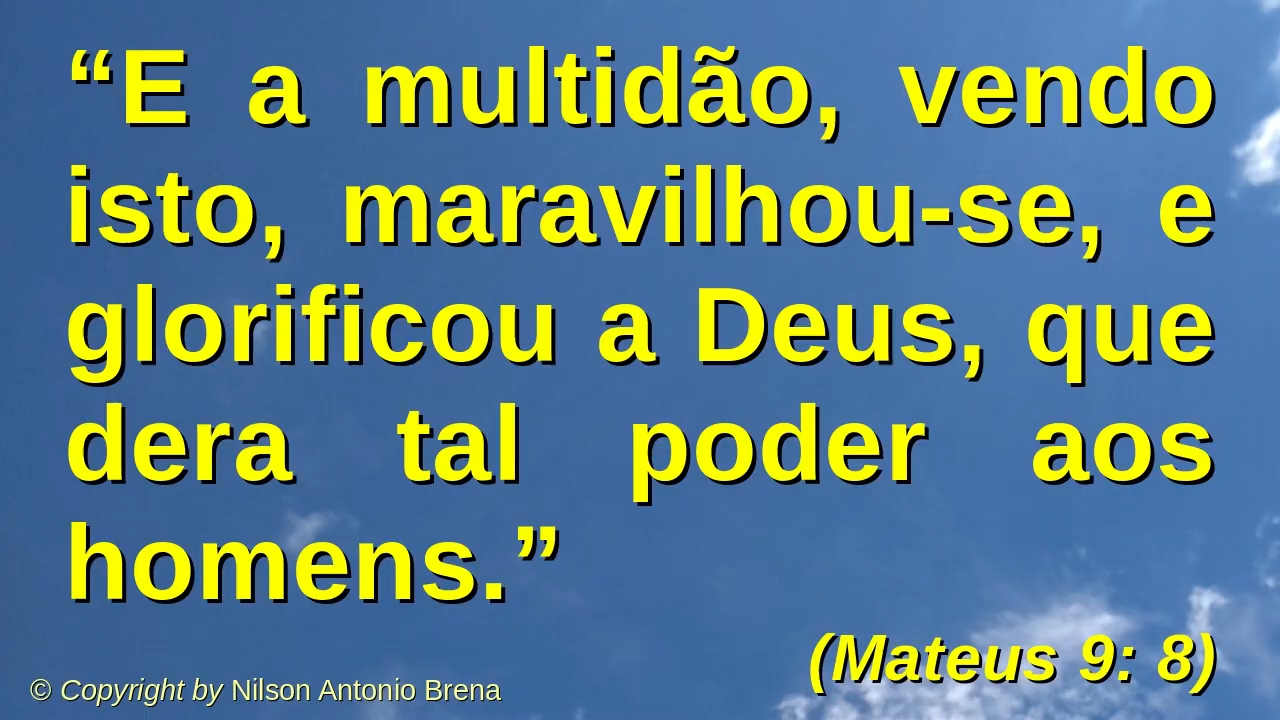 “E a multidão, vendo
isto, maravilhou-se, e
glorificou a Deus, que
dera tal poder aos
homens.”
(Mateus 9: 8)
© Copyright by Nilson Antonio Brena